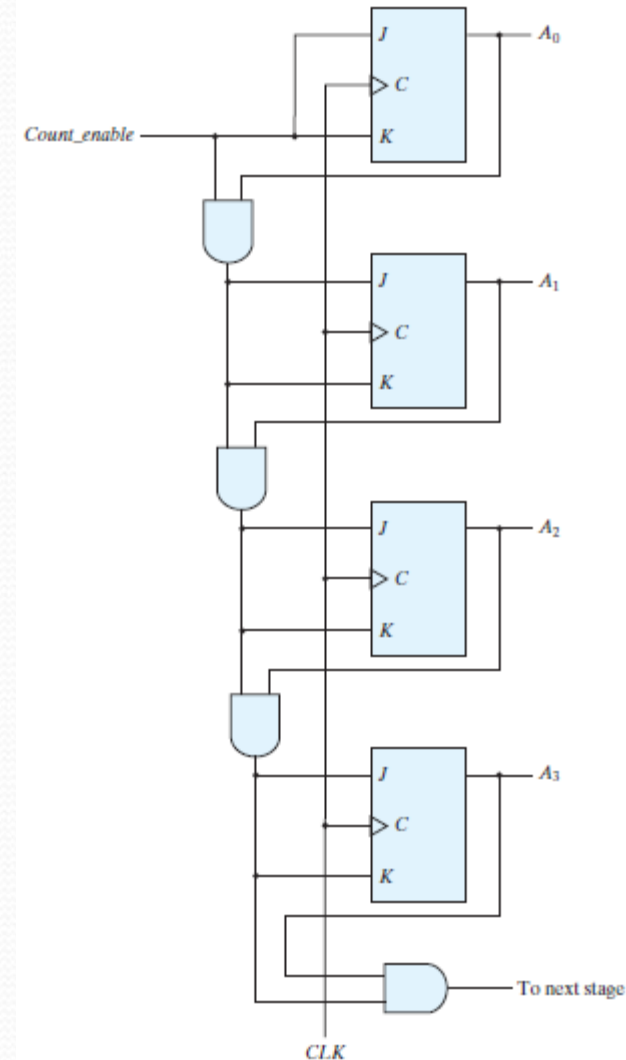 J
A₀
C
Count_enable
K
J
A₁
C
K
J
A₂
C
K
J
A₃
C
K
To next stage
CLK